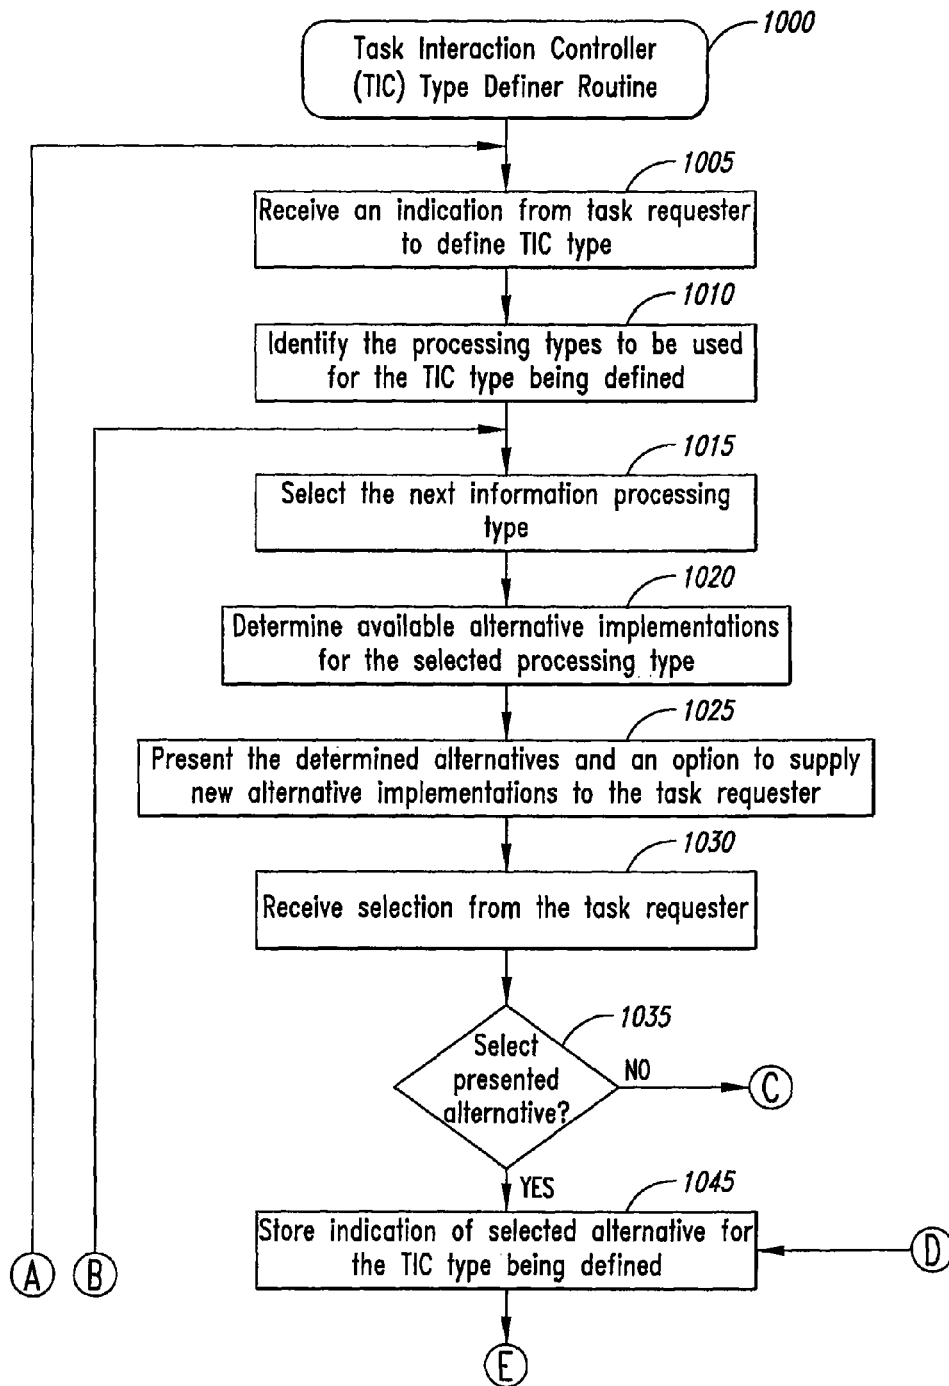 1000
Task Interaction Controller
(TIC) Type Definer Routine
1005
Receive an indication from task requester
to define TIC type
1010
Identify the processing types to be used
for the TIC type being defined
1015
Select the next information processing
type
1020
Determine available alternative implementations
for the selected processing type
1025
Present the determined alternatives and an option to supply
new alternative implementations to the task requester
1030
Receive selection from the task requester
1035
Select
presented
alternative?
NO
C
YES
1045
Store indication of selected alternative for
the TIC type being defined
D
A
B
E